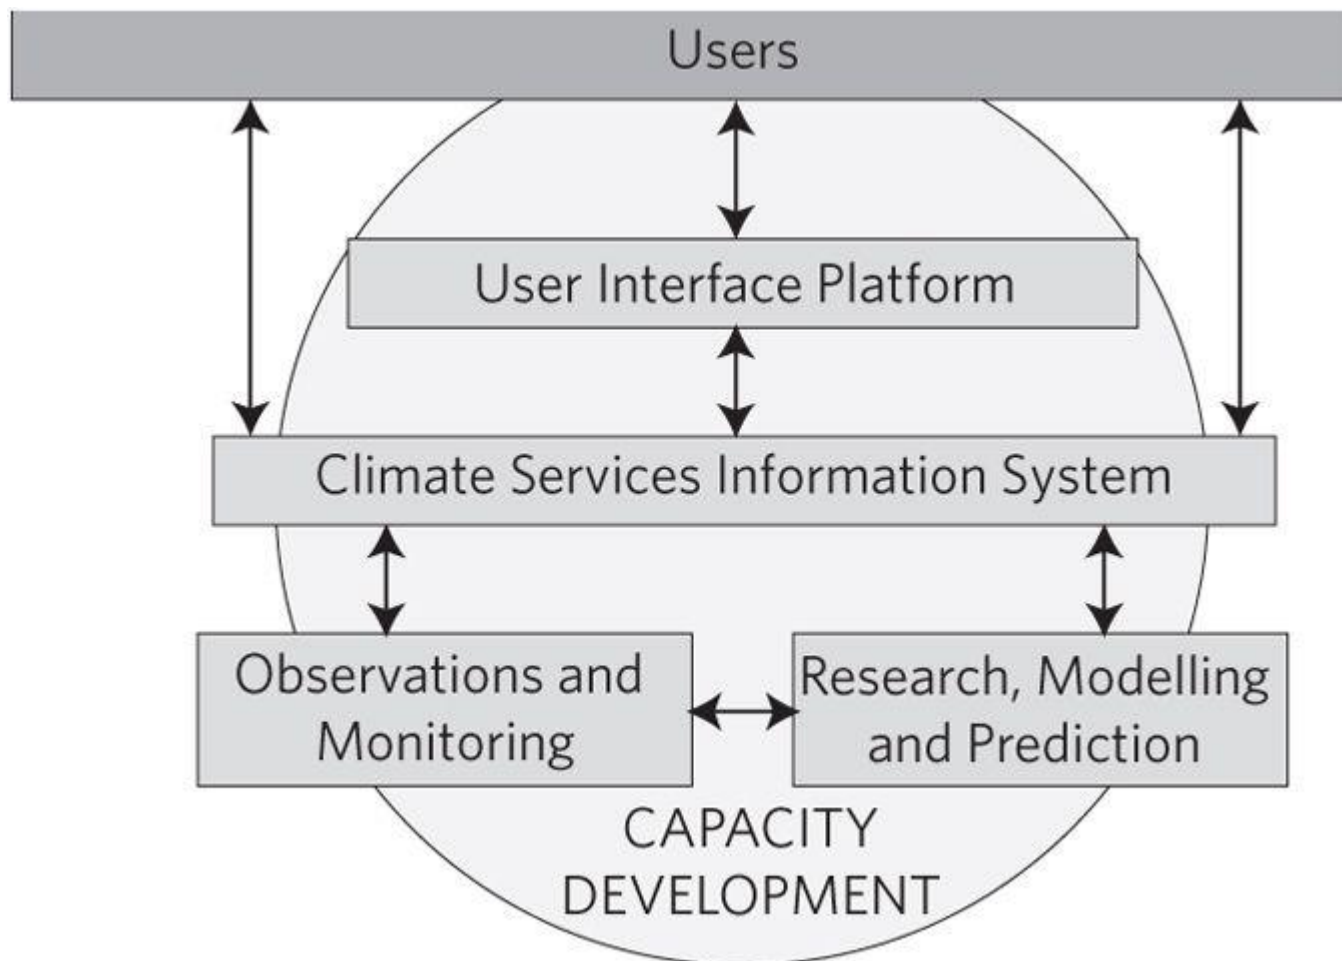 Users
User Interface Platform
Climate Services Information System
Observations and
Monitoring
Research, Modelling
and Prediction
CAPACITY
DEVELOPMENT